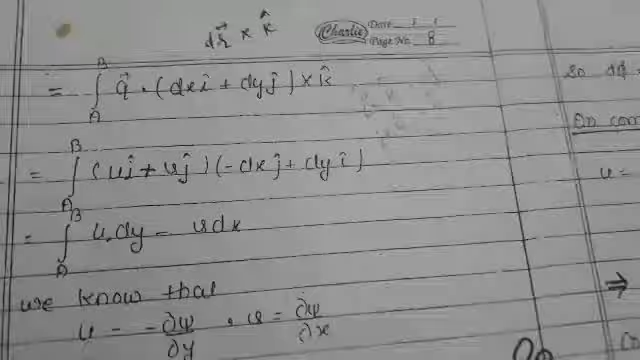 dr⃗ × k̂
Charlie Date
Page No. 8
= ∫_A^B q⃗ · (dx î + dy ĵ) × k̂
= ∫_A^B (u î + v ĵ) (-dx ĵ + dy î)
= ∫_A^B u dy - v dx
we know that
u = -∂ψ/∂y , v = ∂ψ/∂x
So dq
On com
u =
⇒